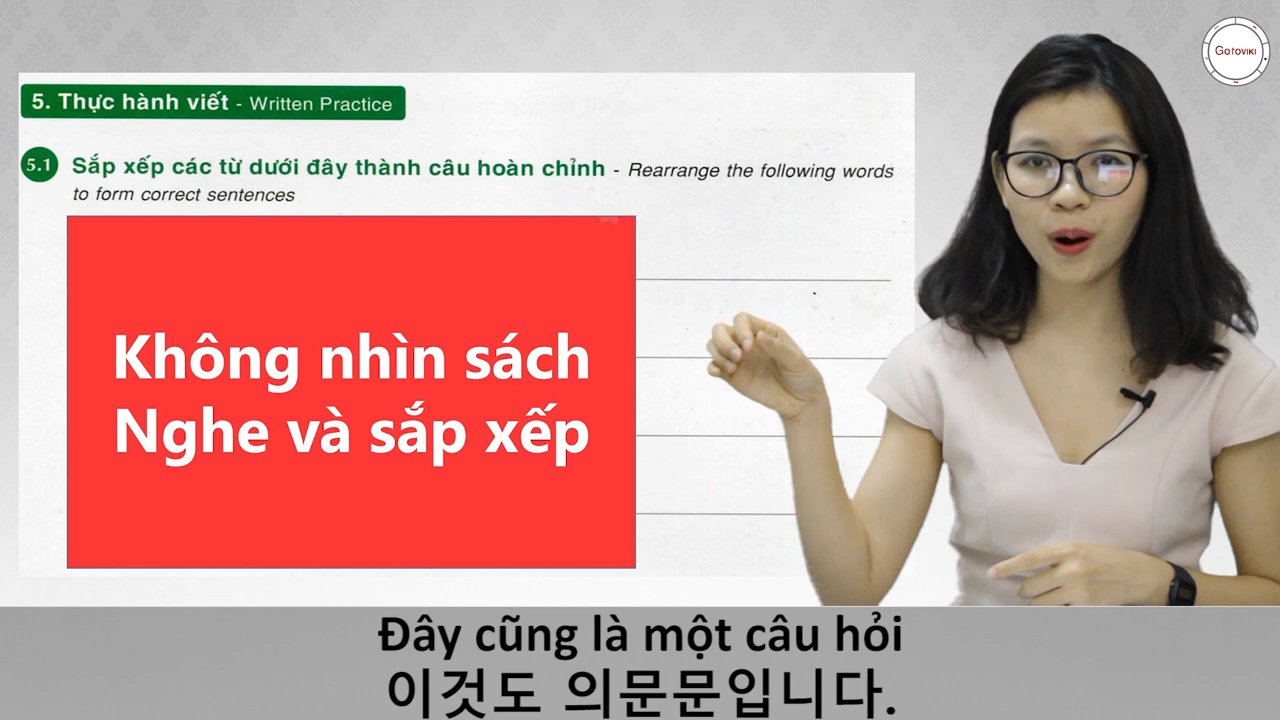 GotoVIKI
5. Thực hành viết - Written Practice
5.1 Sắp xếp các từ dưới đây thành câu hoàn chỉnh - Rearrange the following words
to form correct sentences
Không nhìn sách
Nghe và sắp xếp
Đây cũng là một câu hỏi
이것도 의문문입니다.